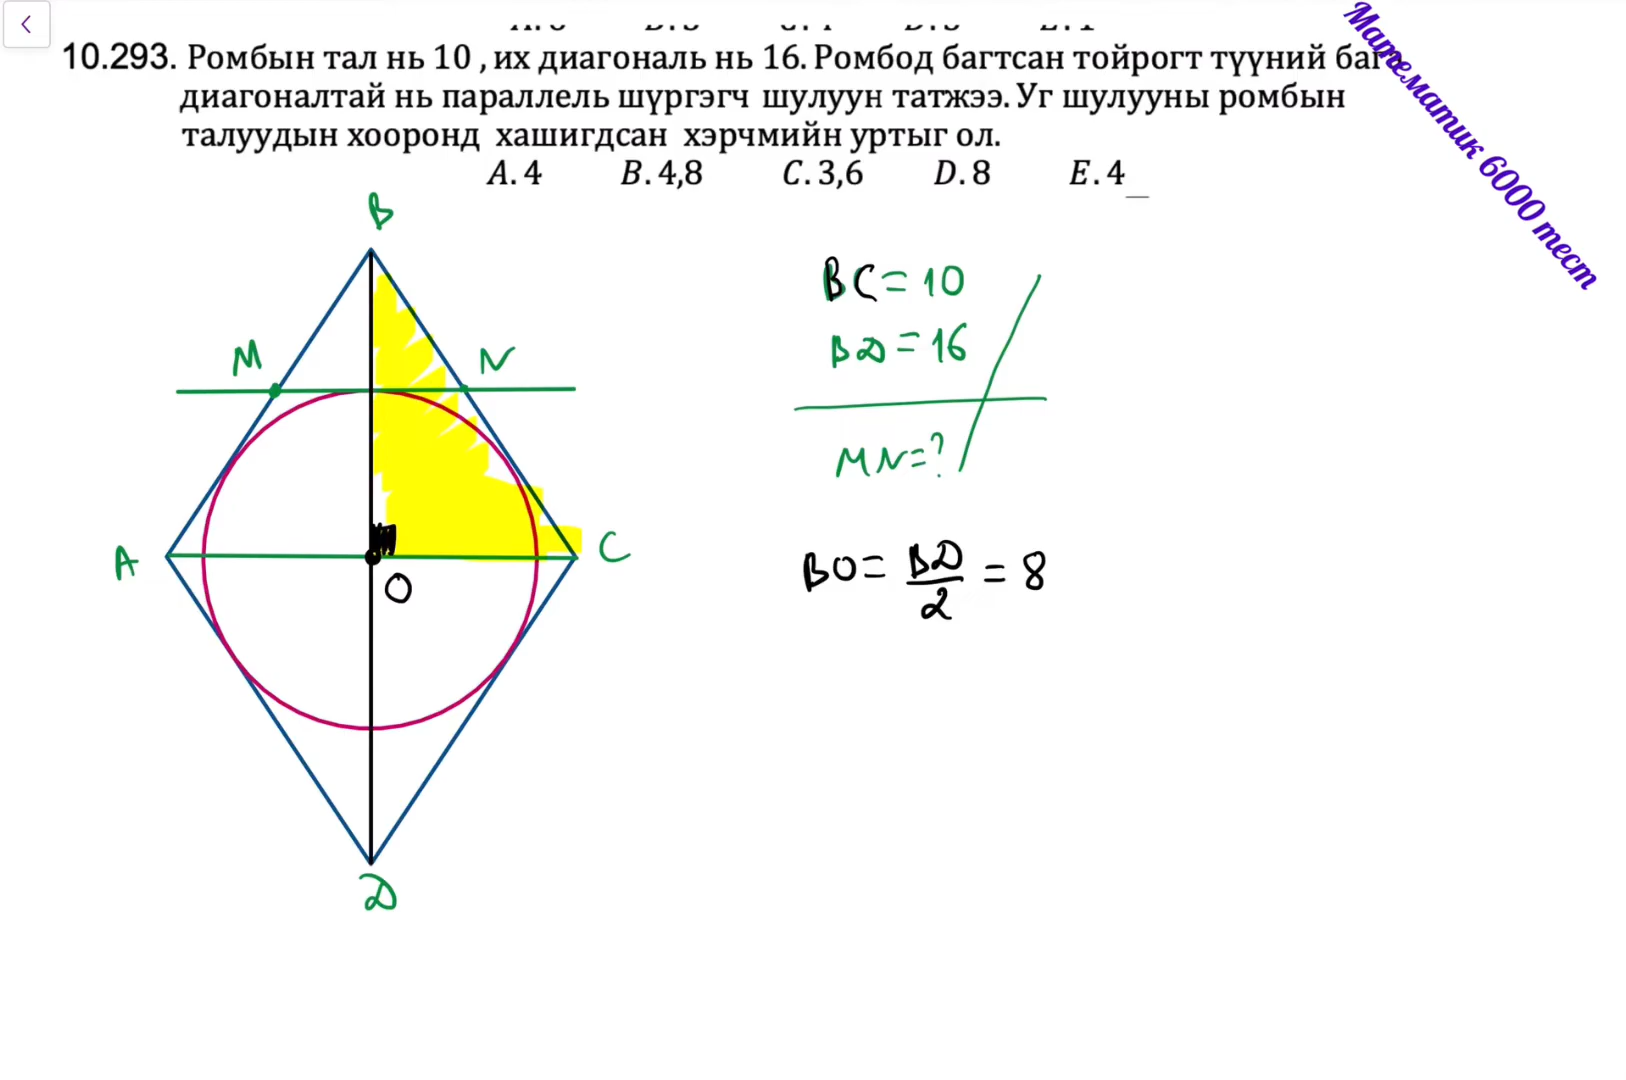 10.293. Ромбын тал нь 10 , их диагональ нь 16. Ромбод багтсан тойрогт түүний бага
диагоналтай нь параллель шүргэгч шулуун татжээ. Уг шулууны ромбын
талуудын хооронд хашигдсан хэрчмийн уртыг ол.
A. 4 B. 4,8 C. 3,6 D. 8 E. 4
Математик 6000 тест
B
M
N
A
C
O
D
BC = 10
BD = 16
MN = ?
BO = BD/2 = 8